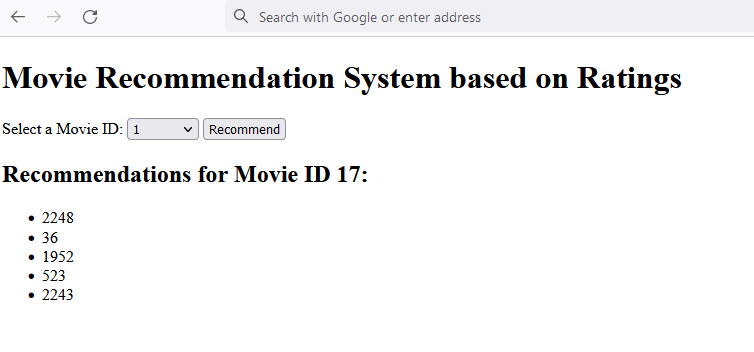 Search with Google or enter address
Movie Recommendation System based on Ratings
Select a Movie ID: 1 Recommend
Recommendations for Movie ID 17:
2248
36
1952
523
2243